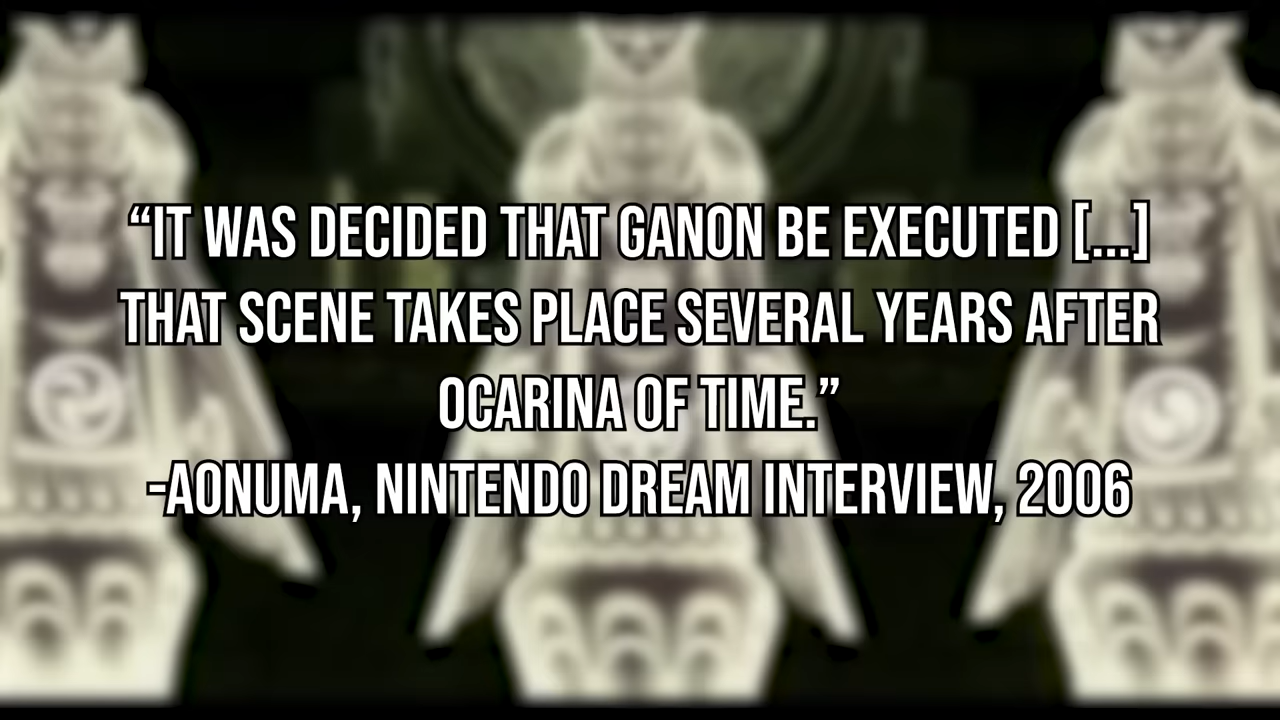 “IT WAS DECIDED THAT GANON BE EXECUTED [...]
THAT SCENE TAKES PLACE SEVERAL YEARS AFTER
OCARINA OF TIME.”
-AONUMA, NINTENDO DREAM INTERVIEW, 2006